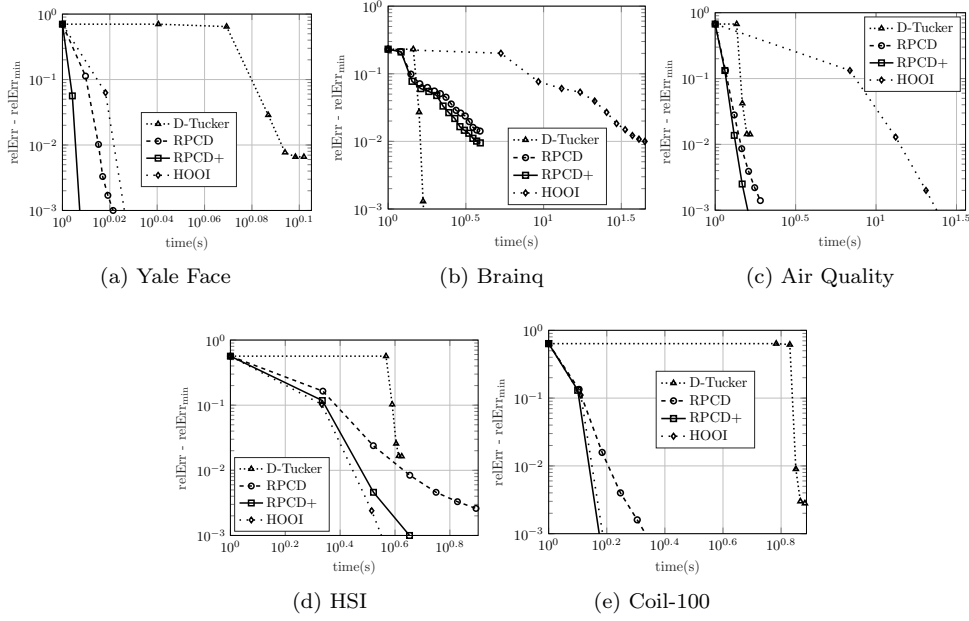 relErr - relErr_min
10^0
10^-1
10^-2
10^-3
D-Tucker
RPCD
RPCD+
HOOI
10^0 10^0.02 10^0.04 10^0.06 10^0.08 10^0.1
time(s)
(a) Yale Face
relErr - relErr_min
10^0
10^-1
10^-2
10^-3
D-Tucker
RPCD
RPCD+
HOOI
10^0 10^0.5 10^1 10^1.5
time(s)
(b) Brainq
relErr - relErr_min
10^0
10^-1
10^-2
10^-3
D-Tucker
RPCD
RPCD+
HOOI
10^0 10^0.5 10^1 10^1.5
time(s)
(c) Air Quality
relErr - relErr_min
10^0
10^-1
10^-2
10^-3
D-Tucker
RPCD
RPCD+
HOOI
10^0 10^0.2 10^0.4 10^0.6 10^0.8
time(s)
(d) HSI
relErr - relErr_min
10^0
10^-1
10^-2
10^-3
D-Tucker
RPCD
RPCD+
HOOI
10^0 10^0.2 10^0.4 10^0.6 10^0.8
time(s)
(e) Coil-100